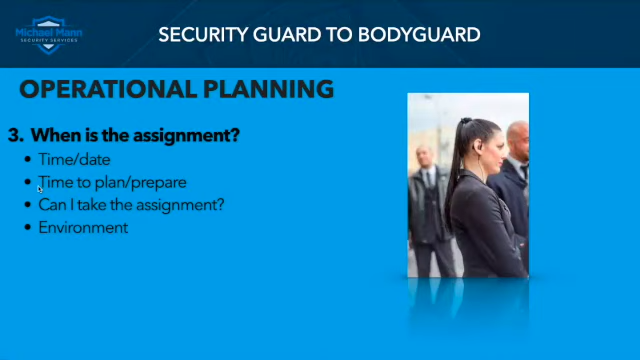 Michael Mann
SECURITY SERVICES
SECURITY GUARD TO BODYGUARD
OPERATIONAL PLANNING
3. When is the assignment?
• Time/date
• Time to plan/prepare
• Can I take the assignment?
• Environment